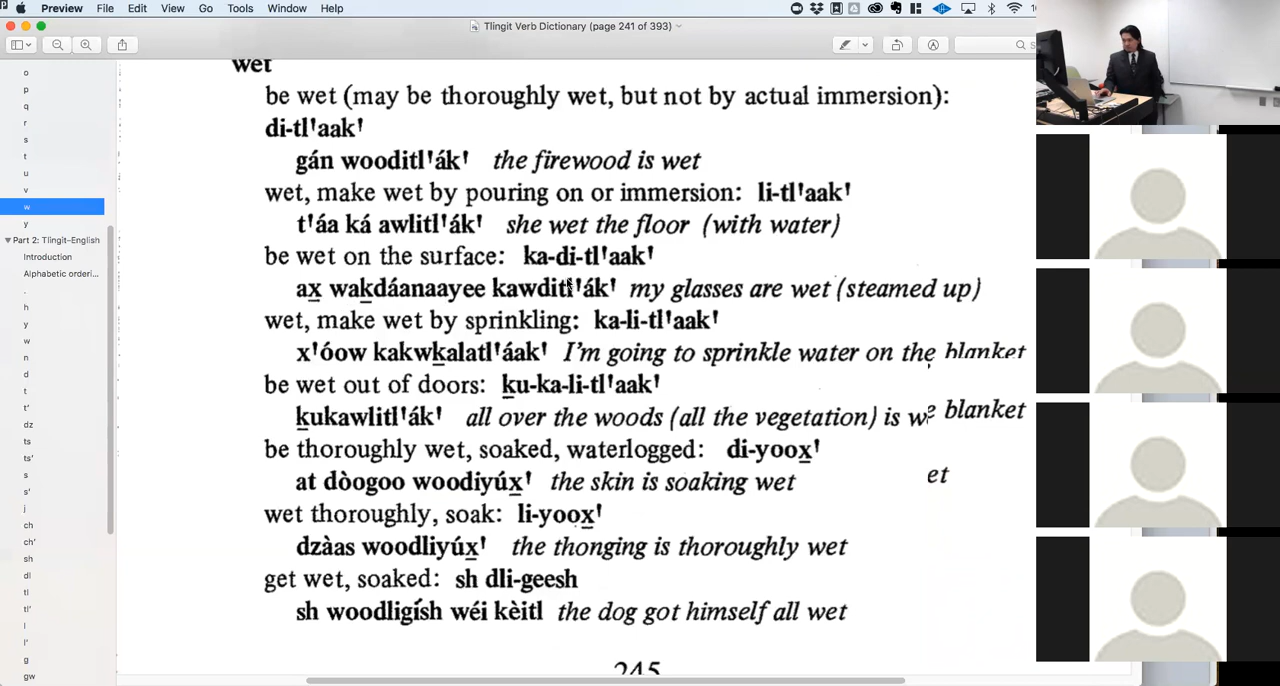 Preview File Edit View Go Tools Window Help
Tlingit Verb Dictionary (page 241 of 393)
o
p
q
r
s
t
u
v
w
y
Part 2: Tlingit–English
Introduction
Alphabetic orderi...
.
h
y
w
n
d
t
t'
dz
ts
ts'
s
s'
j
ch
ch'
sh
dl
tl
tl'
l
l'
g
gw
wet
be wet (may be thoroughly wet, but not by actual immersion):
di-tl'aak'
gán wooditl'ák' the firewood is wet
wet, make wet by pouring on or immersion: li-tl'aak'
t'áa ká awlitl'ák' she wet the floor (with water)
be wet on the surface: ka-di-tl'aak'
ax̲ wak̲dáanaayee kawditl'ák' my glasses are wet (steamed up)
wet, make wet by sprinkling: ka-li-tl'aak'
x'óow kakwk̲alatl'áak' I'm going to sprinkle water on the blanket
be wet out of doors: k̲u-ka-li-tl'aak'
k̲ukawlitl'ák' all over the woods (all the vegetation) is we blanket
be thoroughly wet, soaked, waterlogged: di-yoox̲'
at dòogoo woodiyúx̲' the skin is soaking wet
et
wet thoroughly, soak: li-yoox̲'
dzàas woodliyúx̲' the thonging is thoroughly wet
get wet, soaked: sh dli-geesh
sh woodligísh wéi kèitl the dog got himself all wet
245